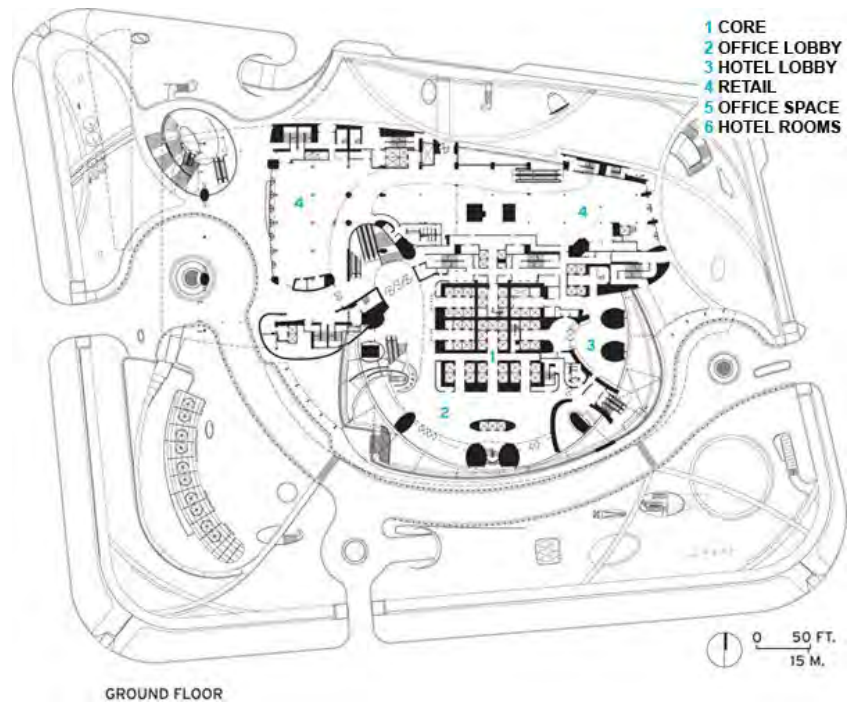 1 CORE
2 OFFICE LOBBY
3 HOTEL LOBBY
4 RETAIL
5 OFFICE SPACE
6 HOTEL ROOMS
4
4
3
1
2
0 50 FT.
15 M.
GROUND FLOOR